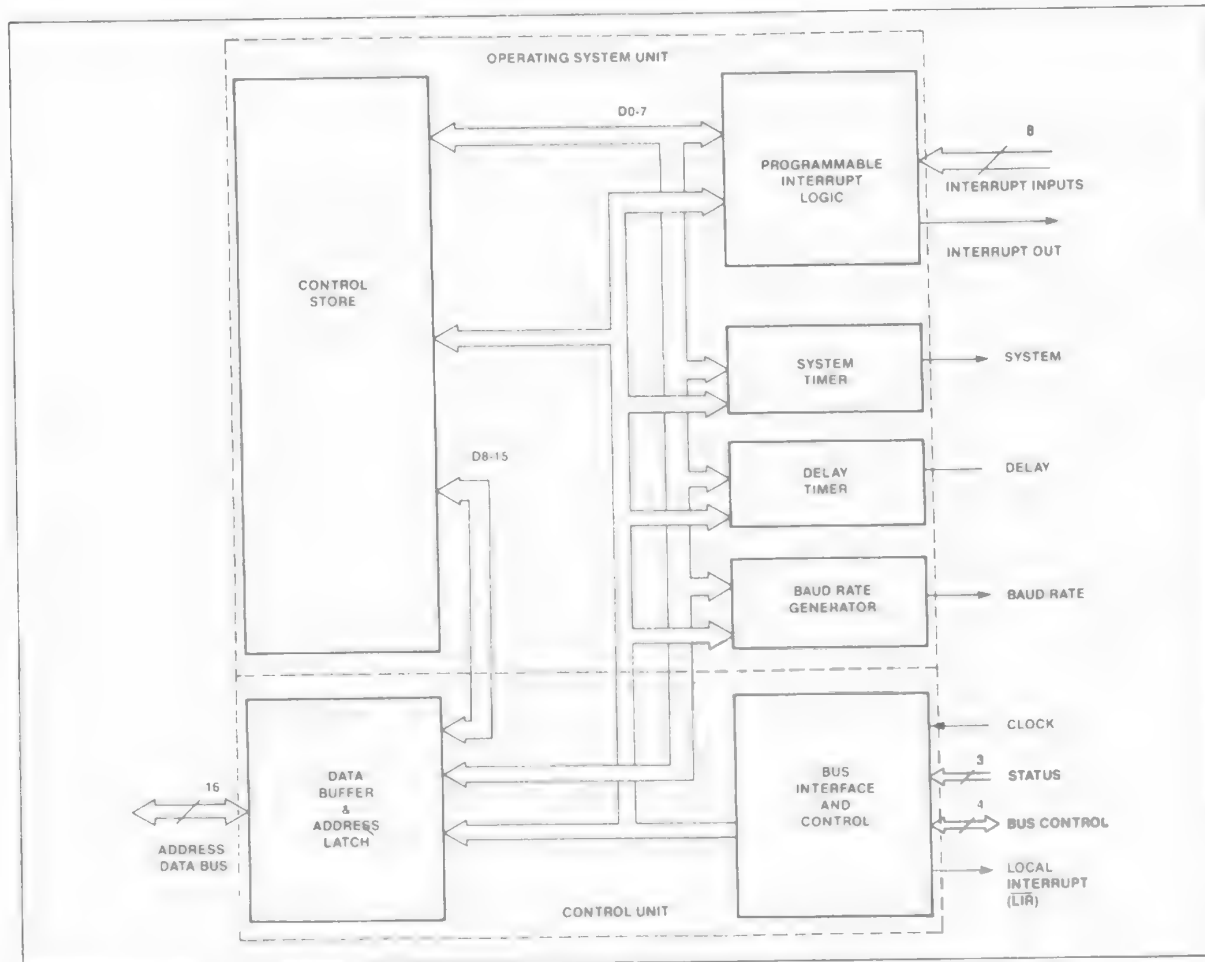 OPERATING SYSTEM UNIT
D0-7
8
PROGRAMMABLE
INTERRUPT
LOGIC
INTERRUPT INPUTS
INTERRUPT OUT
CONTROL
STORE
SYSTEM
TIMER
SYSTEM
D8-15
DELAY
TIMER
DELAY
BAUD RATE
GENERATOR
BAUD RATE
CLOCK
3
STATUS
DATA
BUFFER
&
ADDRESS
LATCH
BUS
INTERFACE
AND
CONTROL
16
4
BUS CONTROL
ADDRESS
DATA BUS
LOCAL
INTERRUPT
(L̅I̅R̅)
CONTROL UNIT